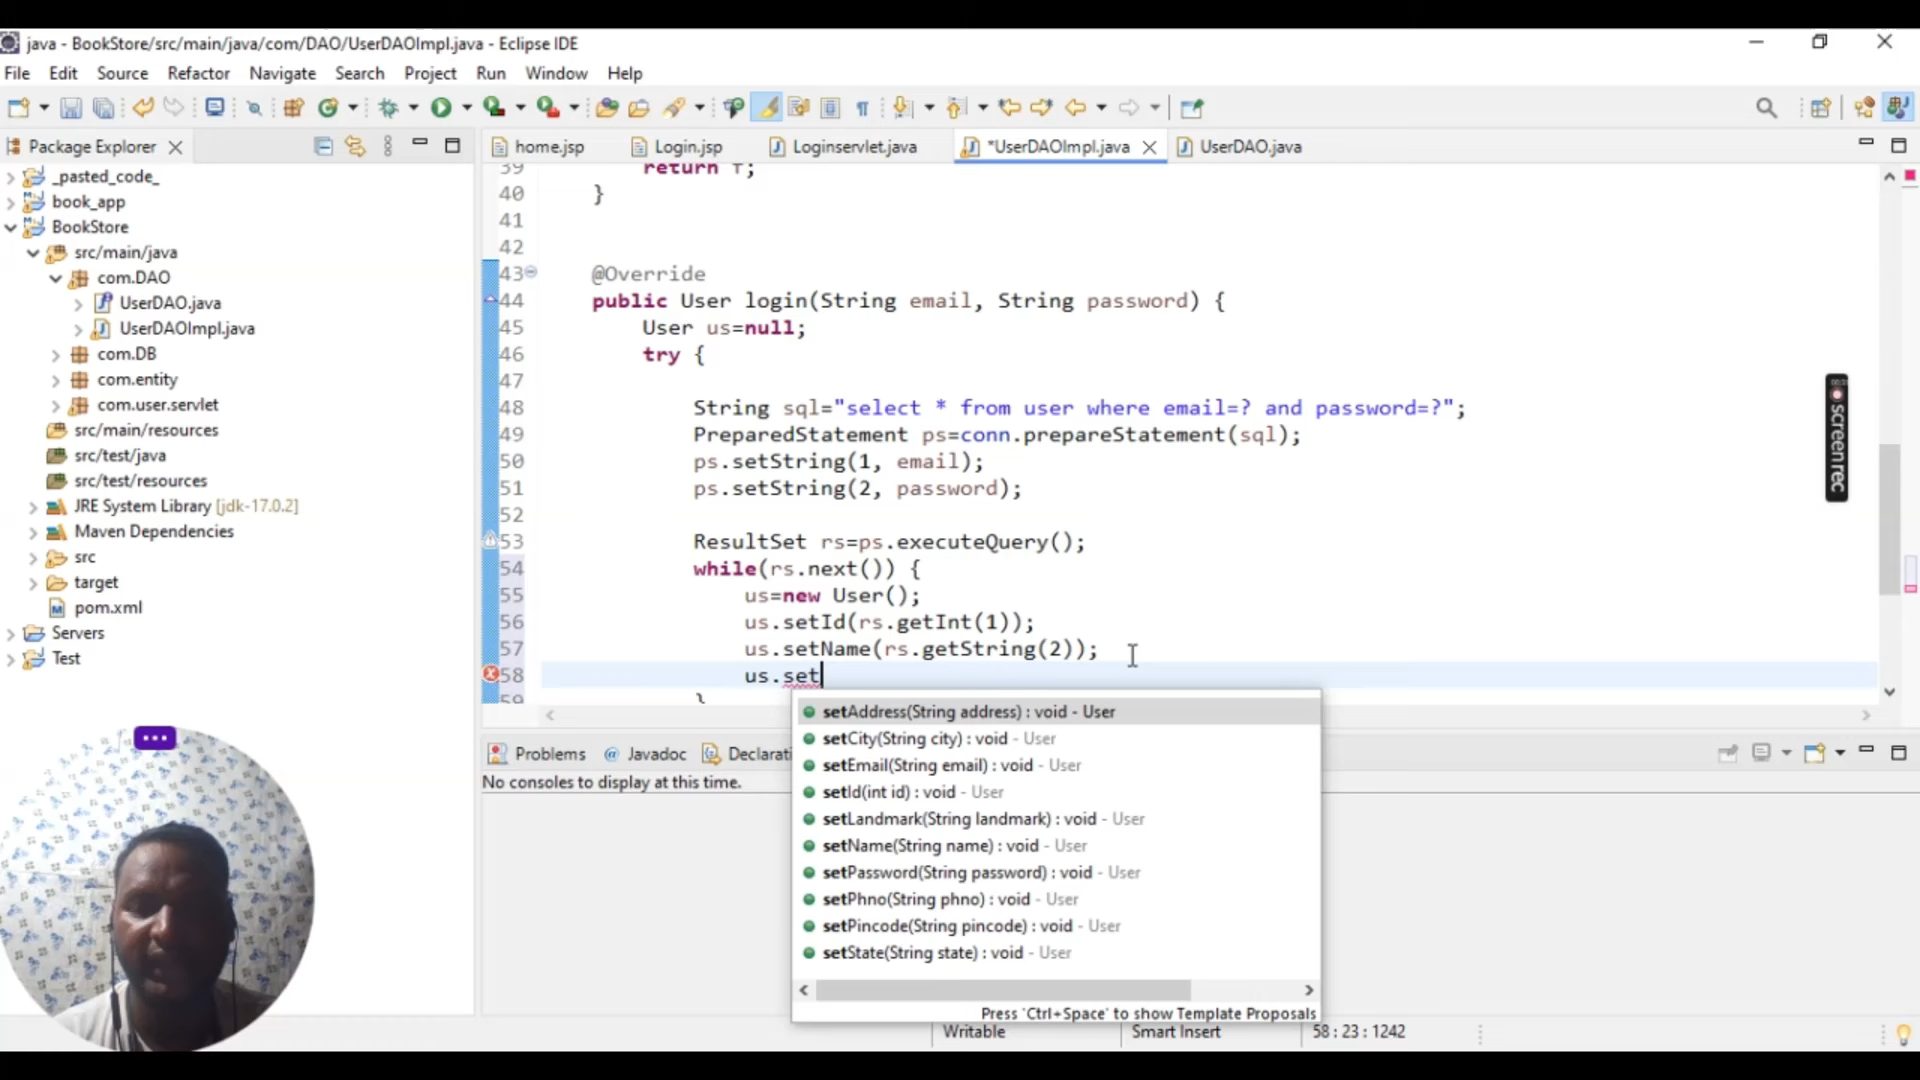 java - BookStore/src/main/java/com/DAO/UserDAOImpl.java - Eclipse IDE
File Edit Source Refactor Navigate Search Project Run Window Help
Package Explorer
home.jsp Login.jsp Loginservlet.java *UserDAOImpl.java UserDAO.java
_pasted_code_
book_app
BookStore
src/main/java
com.DAO
UserDAO.java
UserDAOImpl.java
com.DB
com.entity
com.user.servlet
src/main/resources
src/test/java
src/test/resources
JRE System Library [jdk-17.0.2]
Maven Dependencies
src
target
pom.xml
Servers
Test
39 return f;
40 }
41
42
43 @Override
44 public User login(String email, String password) {
45 User us=null;
46 try {
47
48 String sql="select * from user where email=? and password=?";
49 PreparedStatement ps=conn.prepareStatement(sql);
50 ps.setString(1, email);
51 ps.setString(2, password);
52
53 ResultSet rs=ps.executeQuery();
54 while(rs.next()) {
55 us=new User();
56 us.setId(rs.getInt(1));
57 us.setName(rs.getString(2));
58 us.set
59 }
setAddress(String address) : void - User
setCity(String city) : void - User
setEmail(String email) : void - User
setId(int id) : void - User
setLandmark(String landmark) : void - User
setName(String name) : void - User
setPassword(String password) : void - User
setPhno(String phno) : void - User
setPincode(String pincode) : void - User
setState(String state) : void - User
Press 'Ctrl+Space' to show Template Proposals
Problems @ Javadoc Declarati
No consoles to display at this time.
Writable Smart Insert 58 : 23 : 1242
screenrec